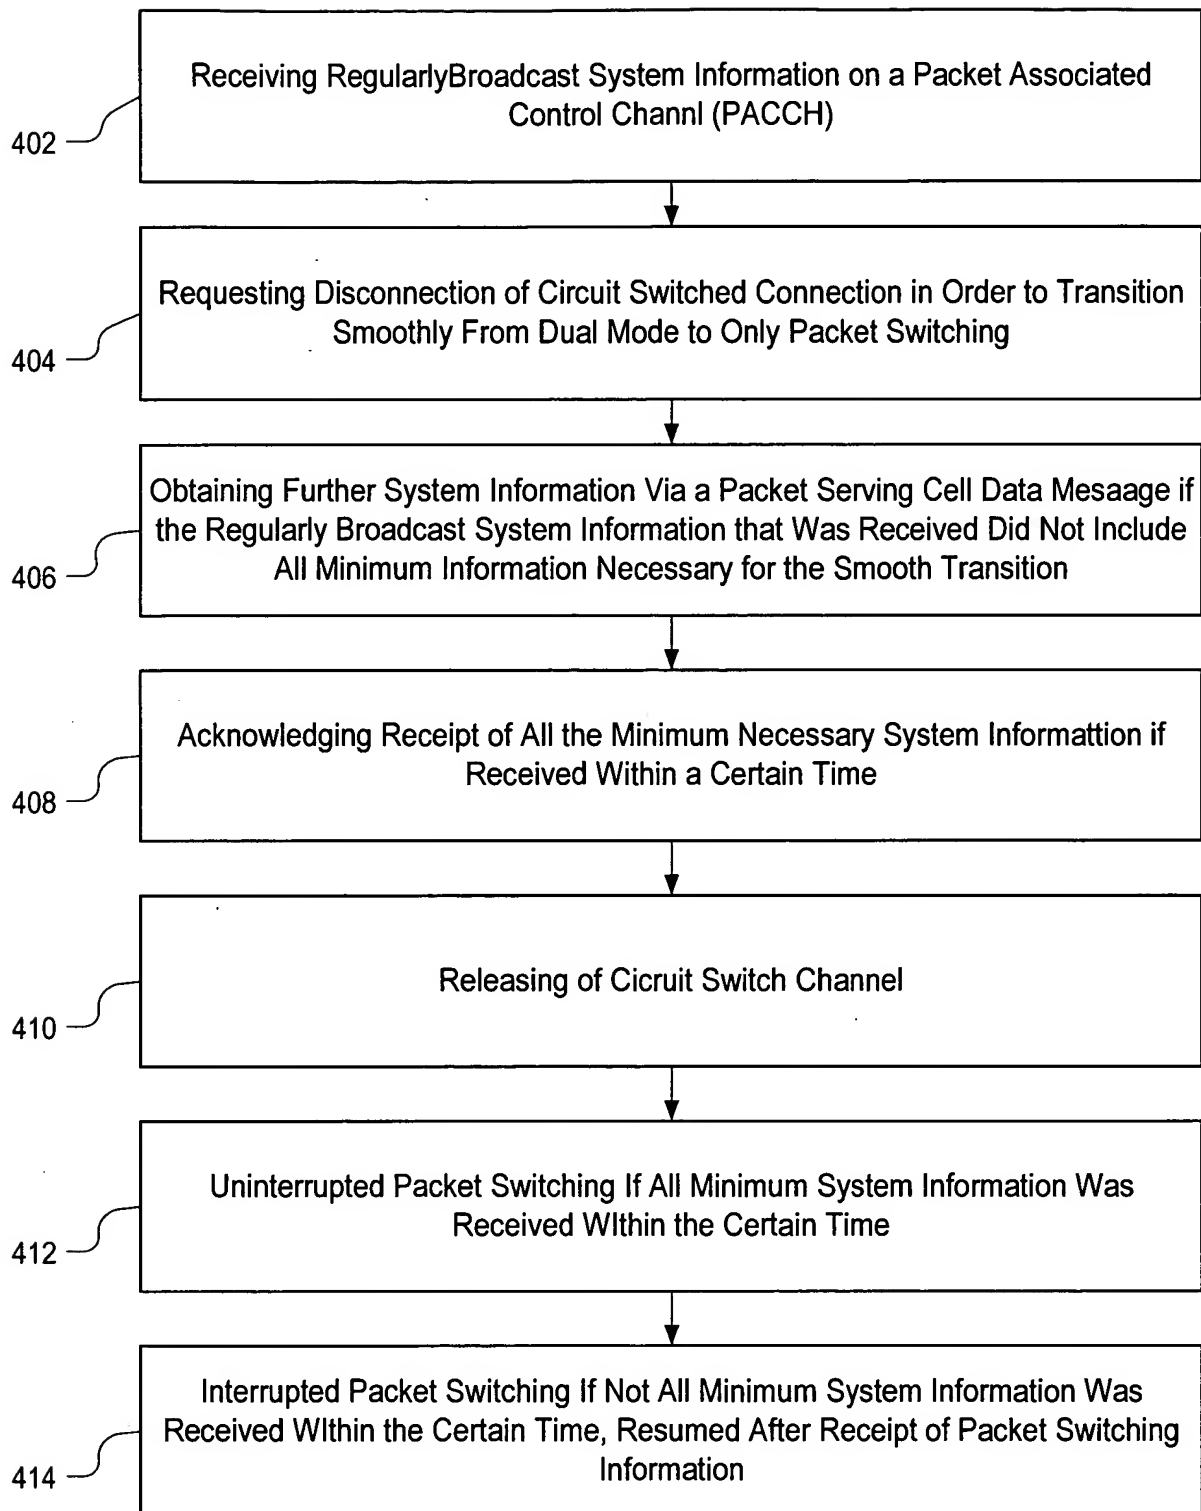 Receiving RegularlyBroadcast System Information on a Packet Associated
Control Channl (PACCH)
402
Requesting Disconnection of Circuit Switched Connection in Order to Transition
Smoothly From Dual Mode to Only Packet Switching
404
Obtaining Further System Information Via a Packet Serving Cell Data Mesaage if
the Regularly Broadcast System Information that Was Received Did Not Include
All Minimum Information Necessary for the Smooth Transition
406
Acknowledging Receipt of All the Minimum Necessary System Informattion if
Received Within a Certain Time
408
Releasing of Cicruit Switch Channel
410
Uninterrupted Packet Switching If All Minimum System Information Was
Received WIthin the Certain Time
412
Interrupted Packet Switching If Not All Minimum System Information Was
Received WIthin the Certain Time, Resumed After Receipt of Packet Switching
Information
414